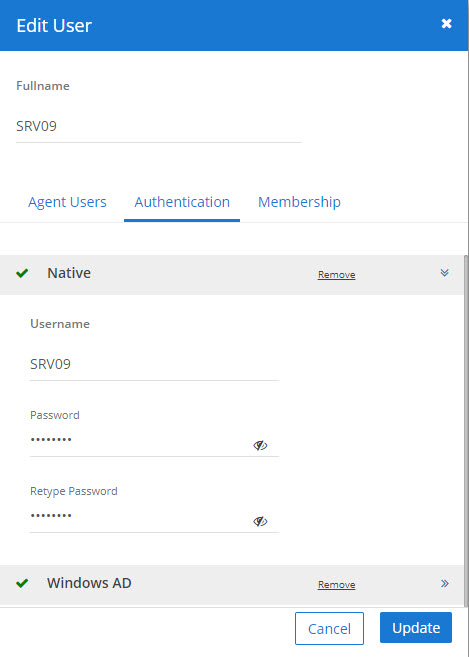 Edit User
Fullname
SRV09
Agent Users Authentication Membership
Native Remove
Username
SRV09
Password
••••••••
Retype Password
••••••••
Windows AD Remove
Cancel Update